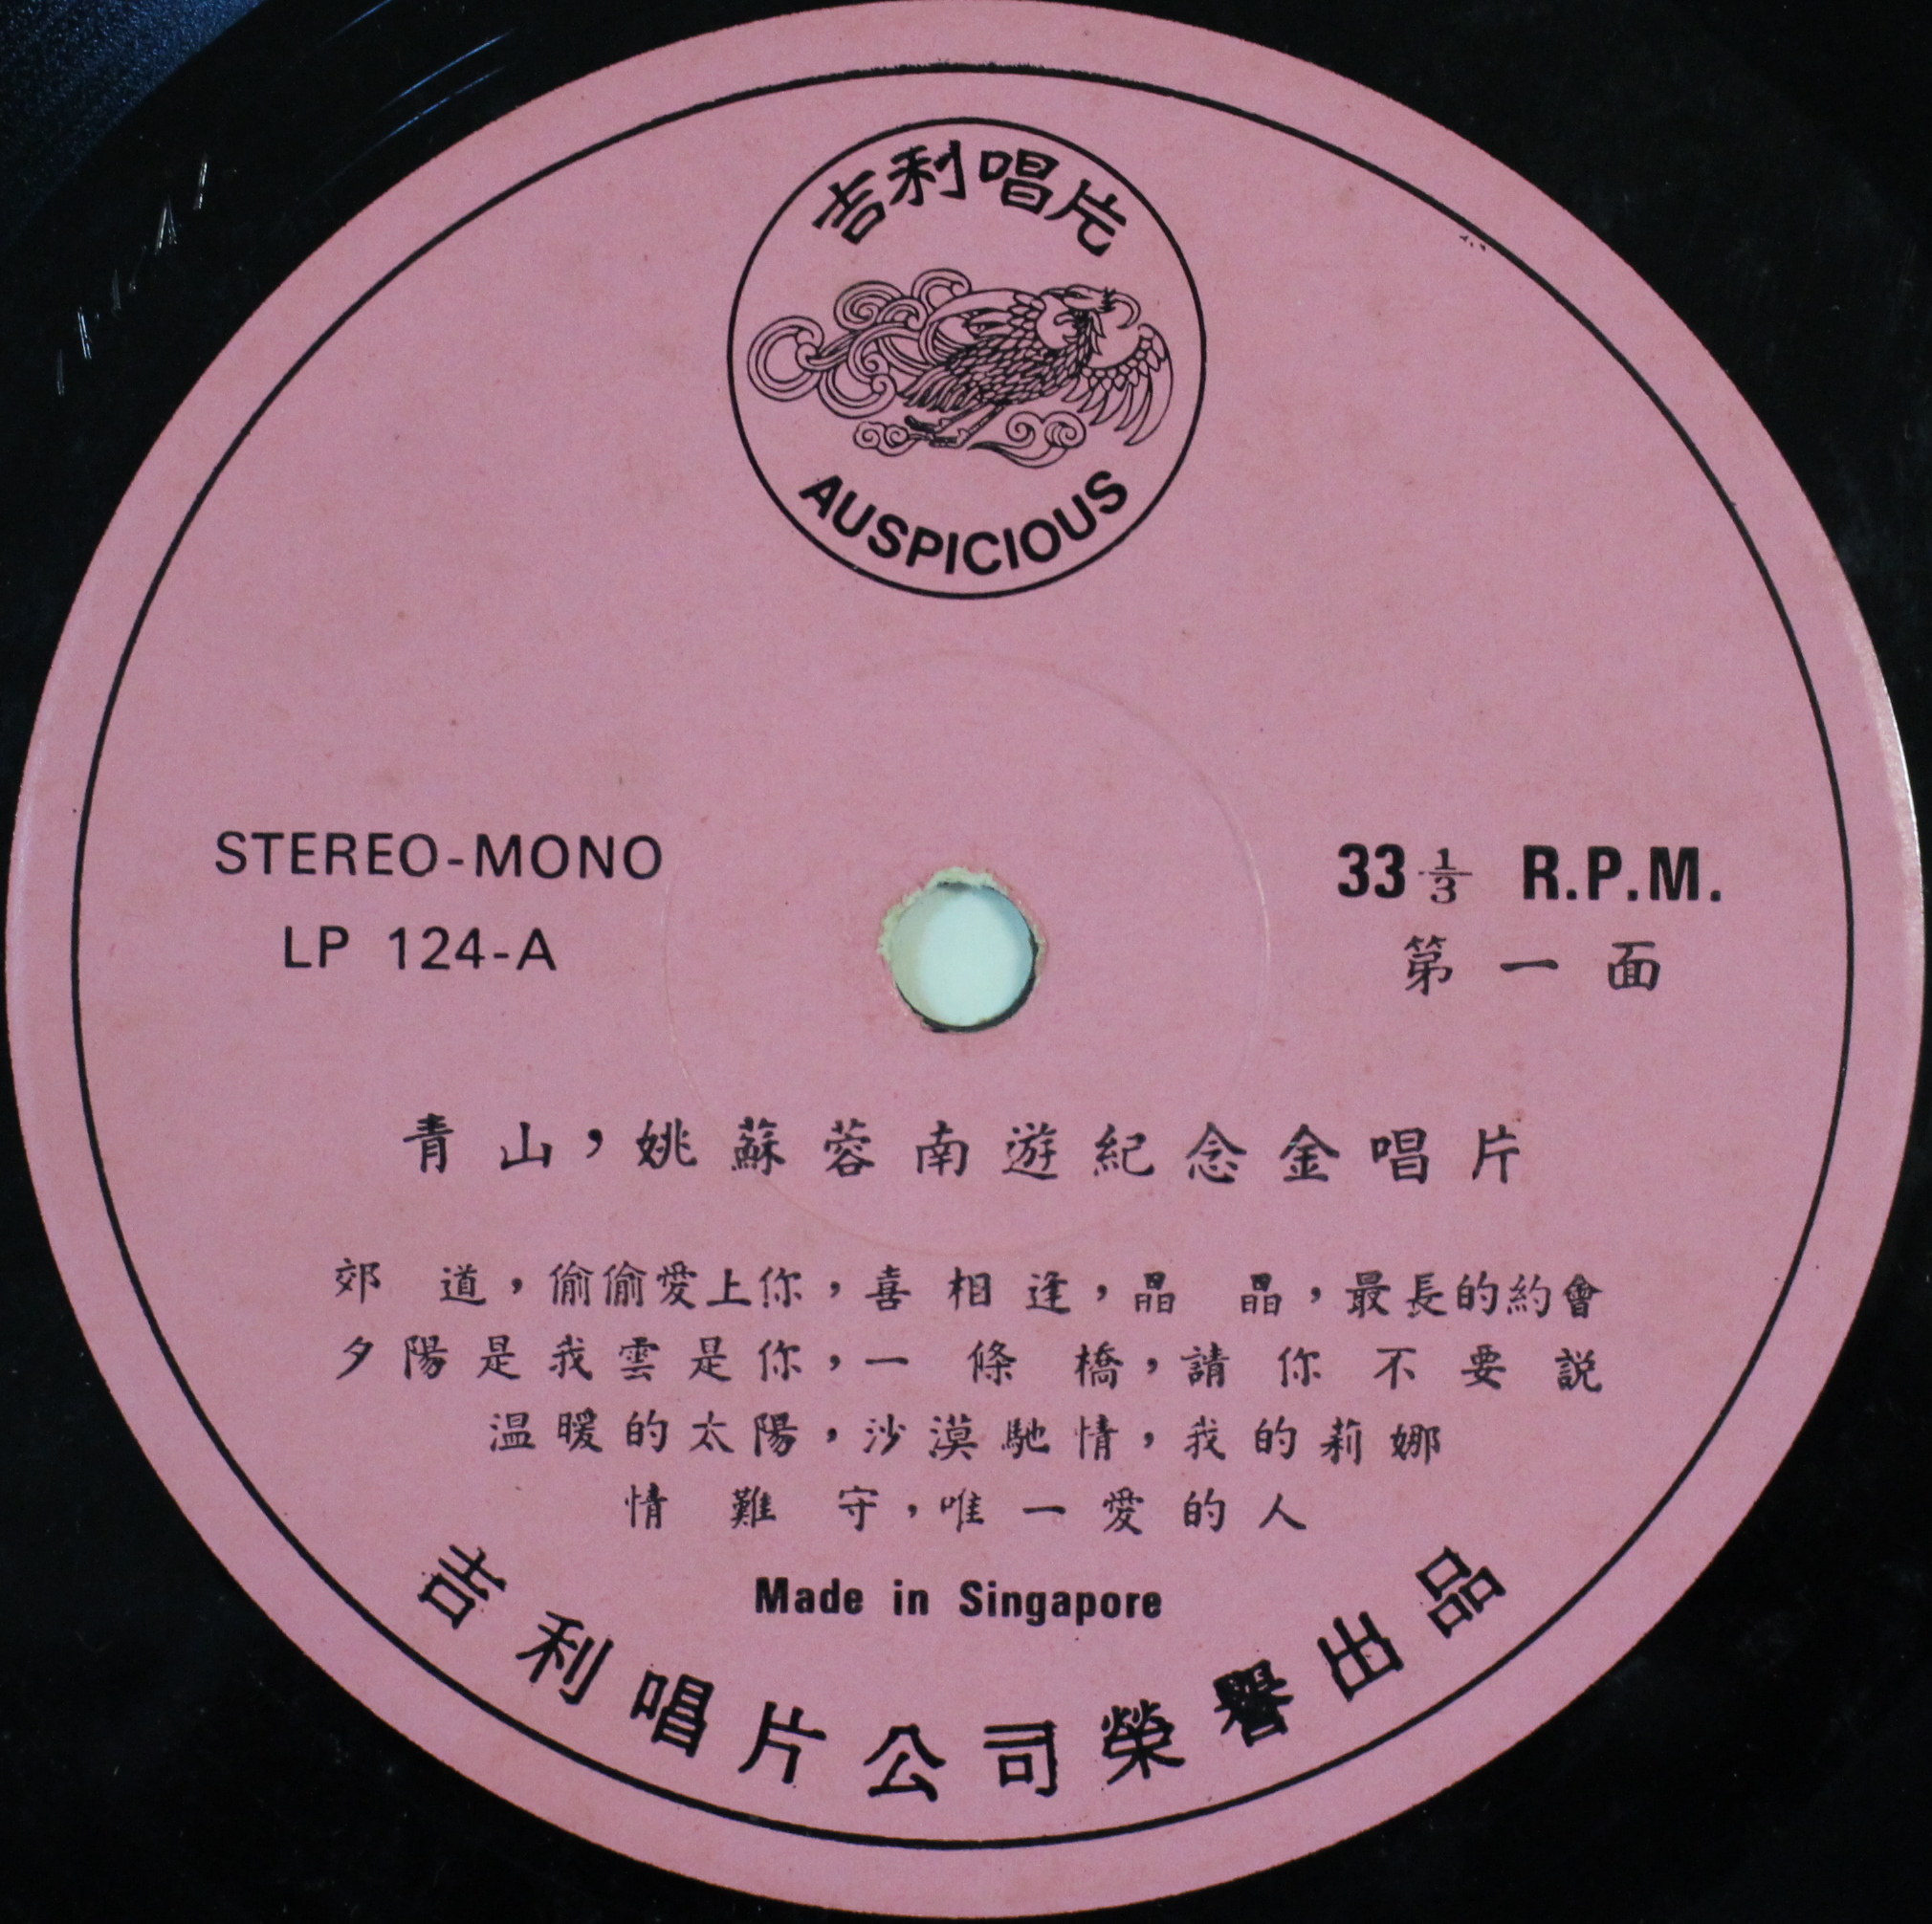 吉利唱片
AUSPICIOUS
STEREO-MONO
LP 124-A
33 1/3 R.P.M.
第一面
青山，姚蘇蓉南遊紀念金唱片
郊道，偷偷愛上你，喜相逢，晶晶，最長的約會
夕陽是我雲是你，一條橋，請你不要説
温暖的太陽，沙漠馳情，我的莉娜
情難守，唯一愛的人
Made in Singapore
吉利唱片公司榮譽出品